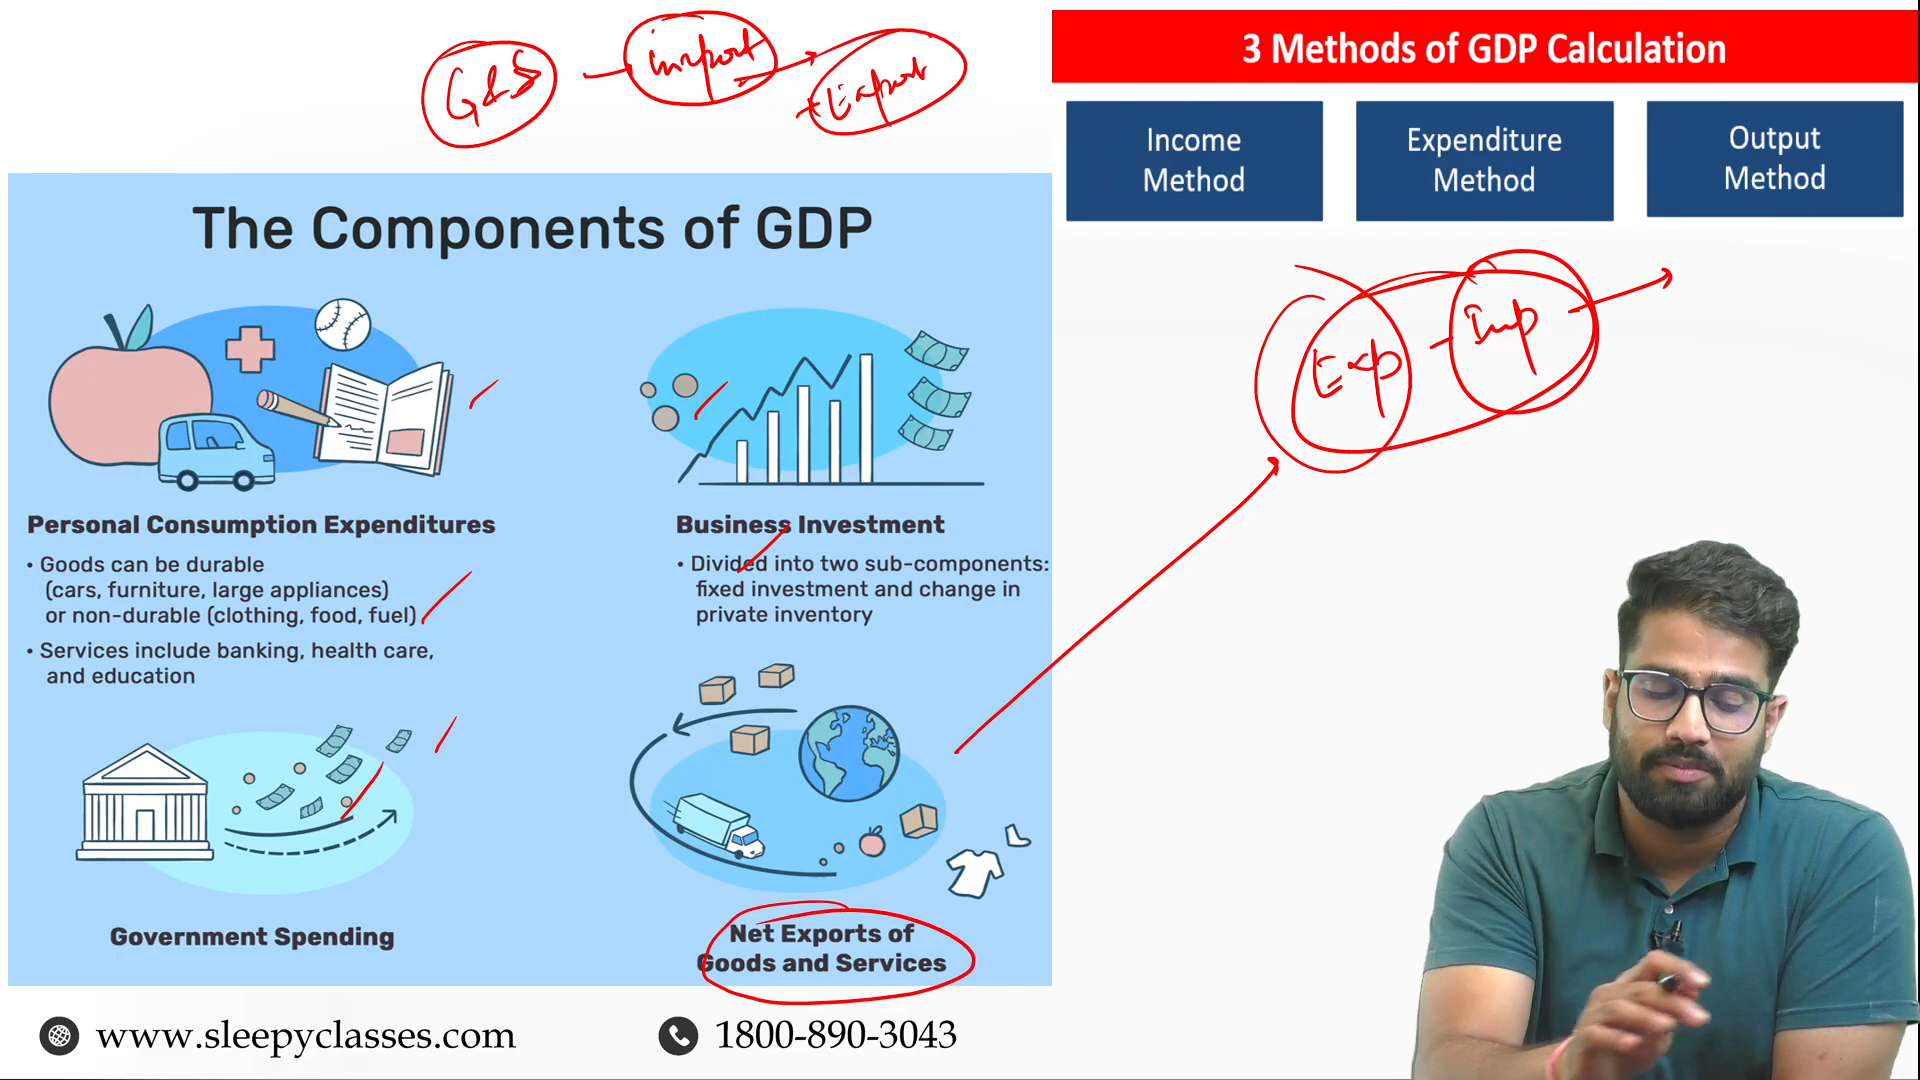 G&S - import + Export
3 Methods of GDP Calculation
Income
Method
Expenditure
Method
Output
Method
The Components of GDP
Exp - Imp
Personal Consumption Expenditures
• Goods can be durable
(cars, furniture, large appliances)
or non-durable (clothing, food, fuel)
• Services include banking, health care,
and education
Business Investment
• Divided into two sub-components:
fixed investment and change in
private inventory
Government Spending
Net Exports of
Goods and Services
www.sleepyclasses.com
1800-890-3043